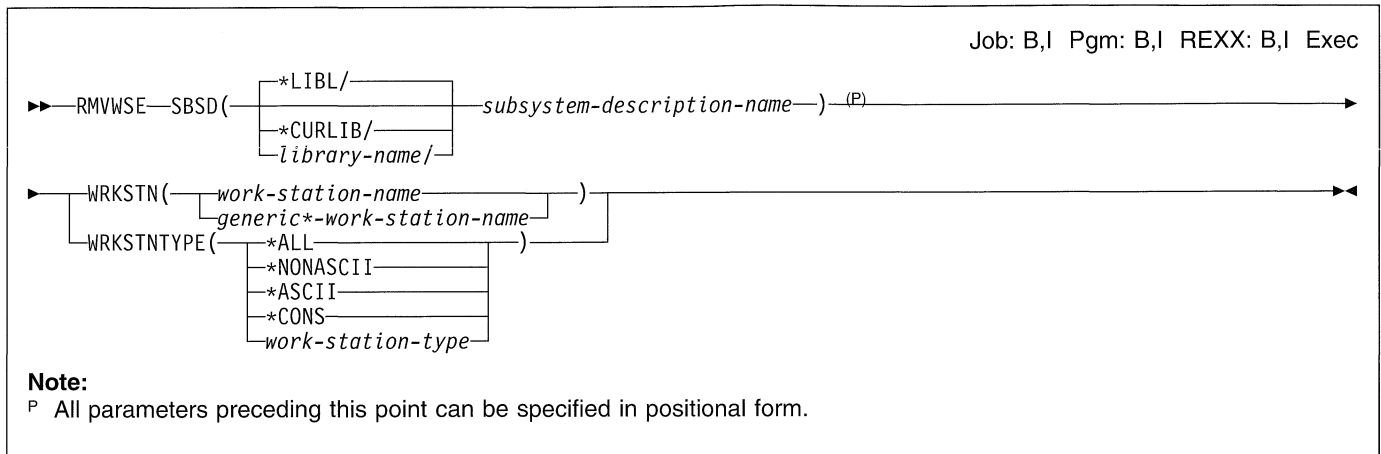 Job: B,I Pgm: B,I REXX: B,I Exec
*LIBL/
RMVWSE SBSD( subsystem-description-name ) (P)
*CURLIB/
library-name/
WRKSTN( work-station-name )
generic*-work-station-name
WRKSTNTYPE( *ALL )
*NONASCII
*ASCII
*CONS
work-station-type
Note:
P All parameters preceding this point can be specified in positional form.